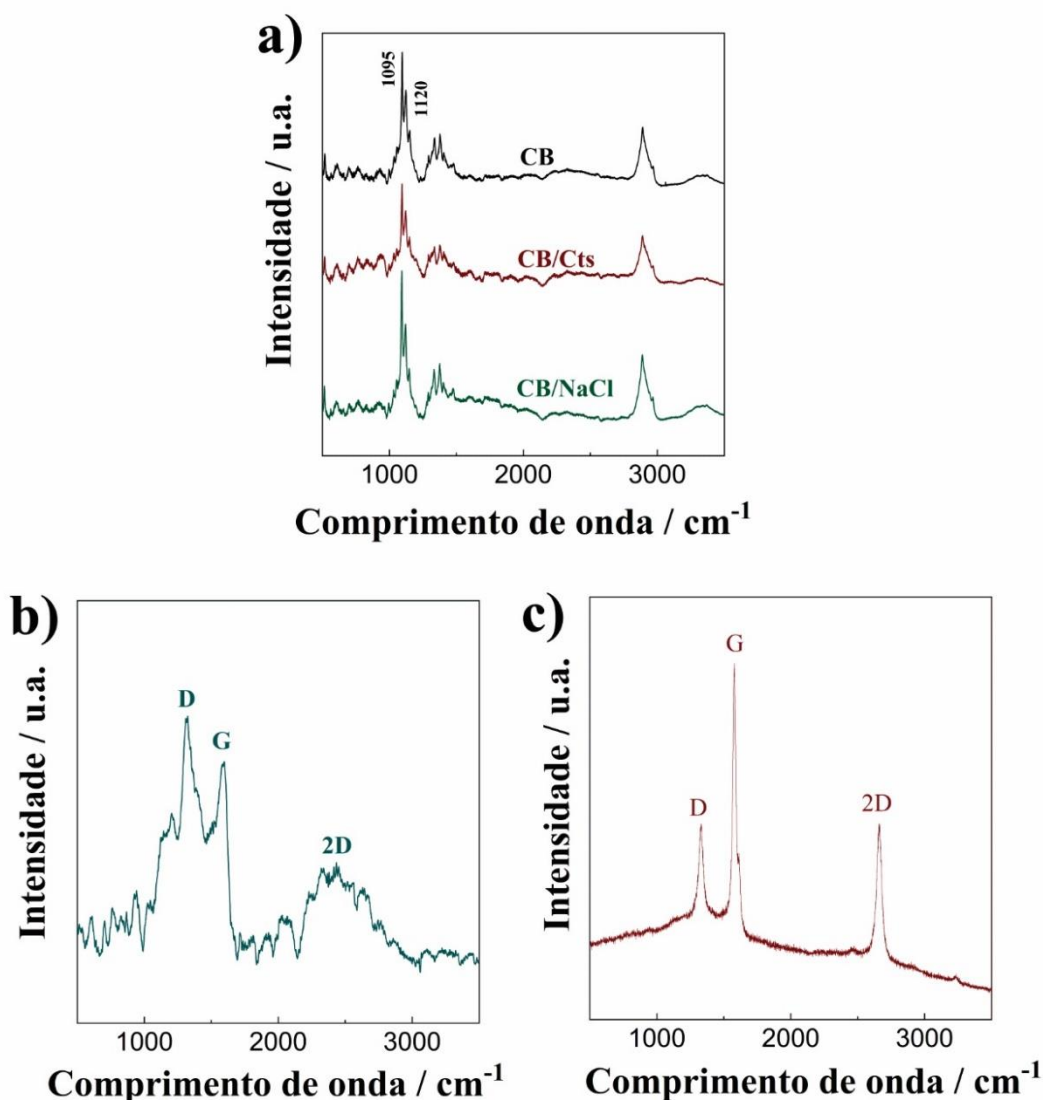 a)
Intensidade / u.a.
1095
1120
CB
CB/Cts
CB/NaCl
1000
2000
3000
Comprimento de onda / cm⁻¹
b)
Intensidade / u.a.
D
G
2D
1000
2000
3000
Comprimento de onda / cm⁻¹
c)
Intensidade / u.a.
D
G
2D
1000
2000
3000
Comprimento de onda / cm⁻¹